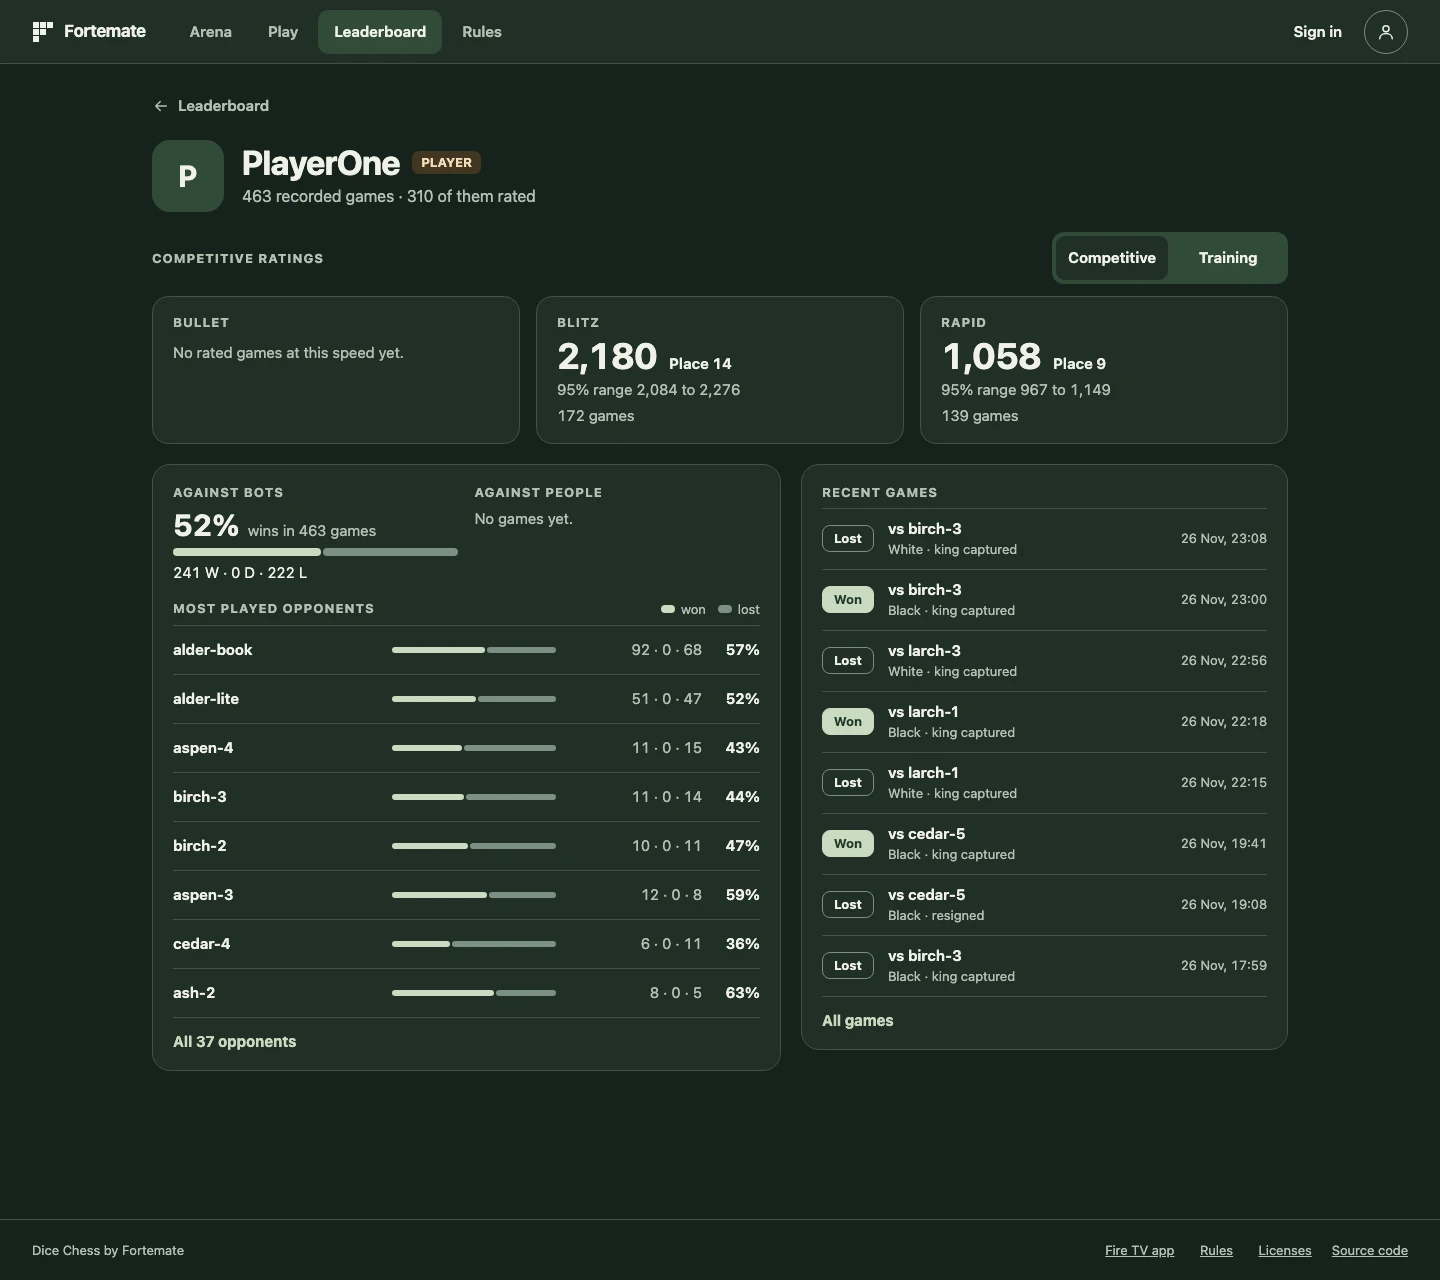 Fortemate
Arena
Play
Leaderboard
Rules
Sign in
Leaderboard
P
PlayerOne
PLAYER
463 recorded games · 310 of them rated
COMPETITIVE RATINGS
Competitive
Training
BULLET
No rated games at this speed yet.
BLITZ
2,180 Place 14
95% range 2,084 to 2,276
172 games
RAPID
1,058 Place 9
95% range 967 to 1,149
139 games
AGAINST BOTS
52% wins in 463 games
241 W · 0 D · 222 L
AGAINST PEOPLE
No games yet.
MOST PLAYED OPPONENTS
won
lost
alder-book 92 · 0 · 68 57%
alder-lite 51 · 0 · 47 52%
aspen-4 11 · 0 · 15 43%
birch-3 11 · 0 · 14 44%
birch-2 10 · 0 · 11 47%
aspen-3 12 · 0 · 8 59%
cedar-4 6 · 0 · 11 36%
ash-2 8 · 0 · 5 63%
All 37 opponents
RECENT GAMES
Lost
vs birch-3
White · king captured
26 Nov, 23:08
Won
vs birch-3
Black · king captured
26 Nov, 23:00
Lost
vs larch-3
White · king captured
26 Nov, 22:56
Won
vs larch-1
Black · king captured
26 Nov, 22:18
Lost
vs larch-1
White · king captured
26 Nov, 22:15
Won
vs cedar-5
Black · king captured
26 Nov, 19:41
Lost
vs cedar-5
Black · resigned
26 Nov, 19:08
Lost
vs birch-3
Black · king captured
26 Nov, 17:59
All games
Dice Chess by Fortemate
Fire TV app
Rules
Licenses
Source code